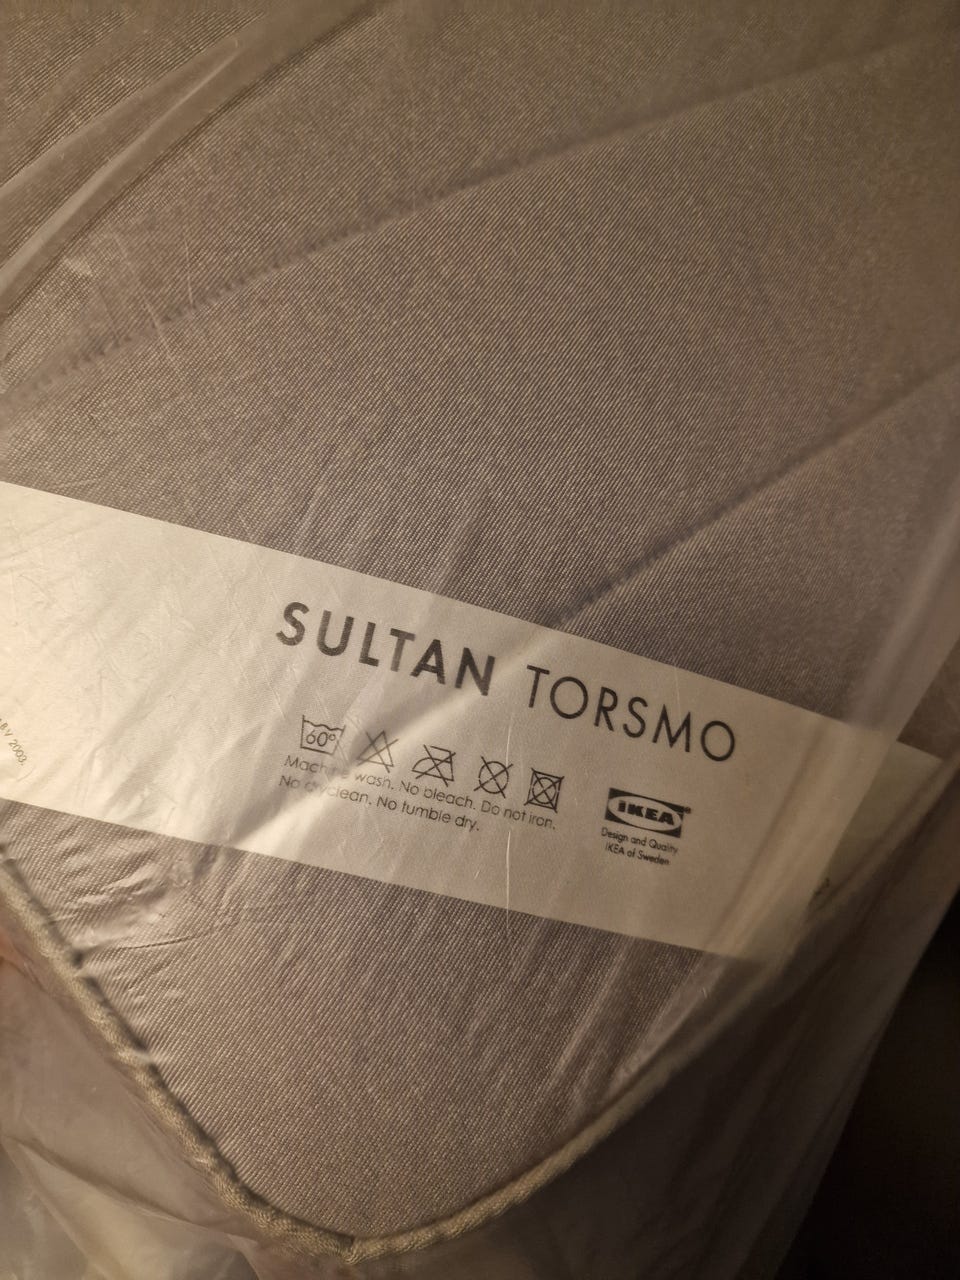 SULTAN TORSMO
60°
Machine wash. No bleach. Do not iron.
No dryclean. No tumble dry.
IKEA®
Design and Quality
IKEA of Sweden
2003.